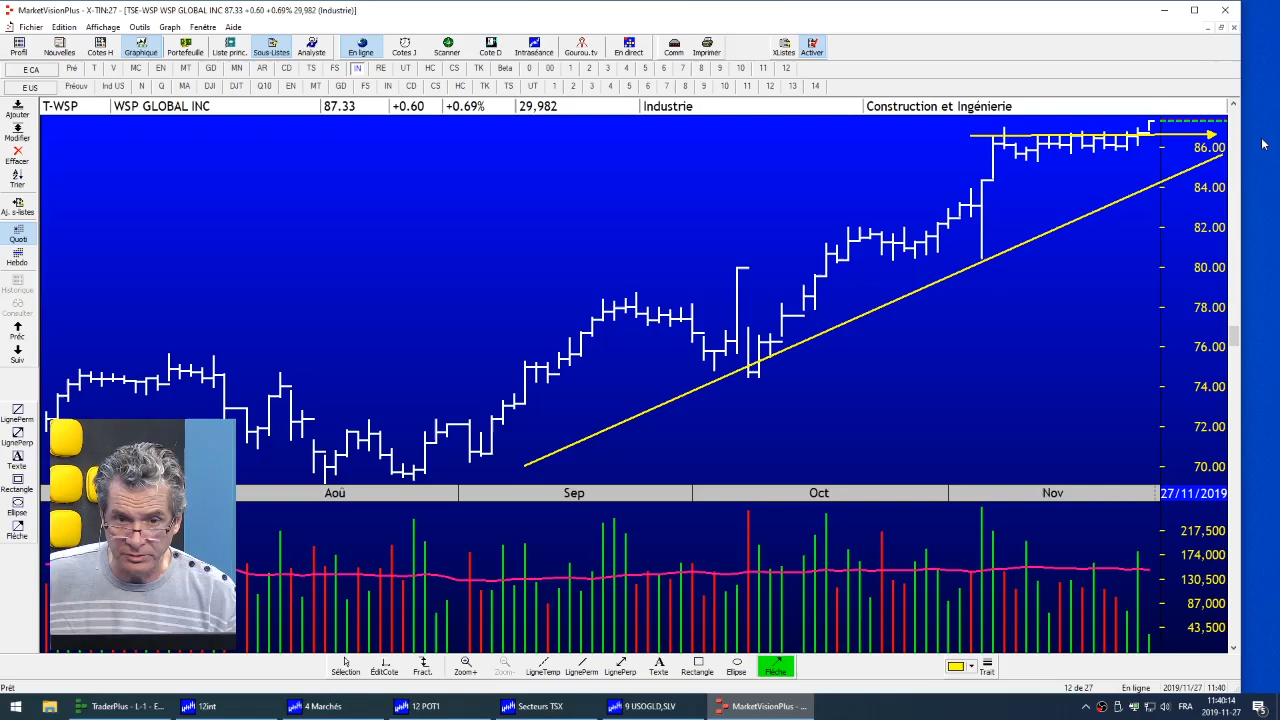 MarketVisionPlus - X-TIN:27 - [TSE-WSP WSP GLOBAL INC 87.33 +0.60 +0.69% 29,982 (Industrie)]
Fichier Edition Affichage Outils Graph Fenêtre Aide
Profil Nouvelles Cotes H Graphique Portefeuille Liste princ. Sous-Listes Analyste En ligne Cotes J Scanner Cote D Intraséance Gourou.tv En direct Comm Imprimer XListes Activer
E CA Pré T V MC EN MT GD MN AR CD TS FS IN RE UT HC CS TK Beta 0 00 1 2 3 4 5 6 7 8 9 10 11 12
E US Préouv Ind US N Q MA DJI DJT Q10 EN MT GD FS IN CD HC TK TS UT 1 2 3 4 5 6 7 8 9 10 11 12 13 14
T-WSP WSP GLOBAL INC 87.33 +0.60 +0.69% 29,982 Industrie Construction et Ingénierie
Ajouter
Modifier
Effacer
Trier
Aj. s-listes
Quoti
Hebdo
Historique
Consulter
Préc
Suiv
LignePerm
LignePerp
Texte
Rectangle
Ellipse
Flèche
86.00
84.00
82.00
80.00
78.00
76.00
74.00
72.00
70.00
Aoû Sep Oct Nov 27/11/2019
217,500
174,000
130,500
87,000
43,500
Sélection EditCote Fract. Zoom+ Zoom- LigneTemp LignePerm LignePerp Texte Rectangle Elipse Flêche Trait
Prêt 12 de 27 En ligne 2019/11/27 11:40
TraderPlus - L-1 - E... 12int 4 Marchés 12 POT1 Secteurs TSX 9 USOGLD,SLV MarketVisionPlus - ... FRA 11:40:14
2019-11-27
5